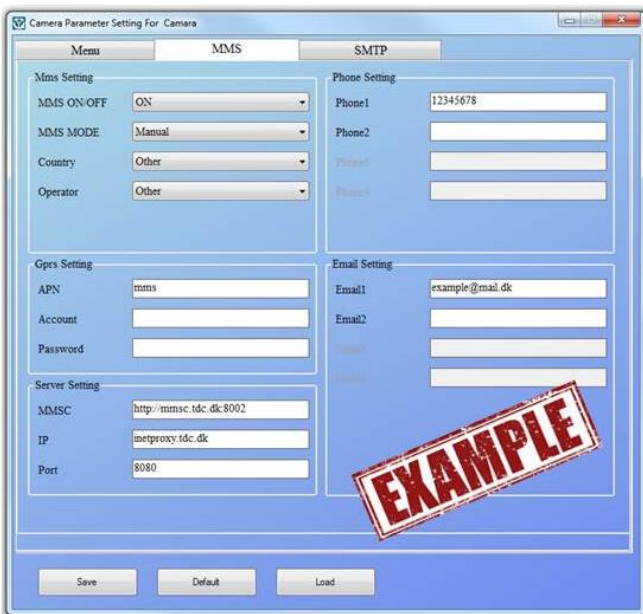 Camera Parameter Setting For Camara
Menu
MMS
SMTP
Mms Setting
MMS ON/OFF
ON
MMS MODE
Manual
Country
Other
Operator
Other
Phone Setting
Phone1
12345678
Phone2
Phone3
Phone4
Gprs Setting
APN
mms
Account
Password
Email Setting
Email1
example@mail.dk
Email2
Server Setting
MMSC
http://mmsc.tdc.dk:8002
IP
inetproxy.tdc.dk
Port
8080
EXAMPLE
Save
Default
Load